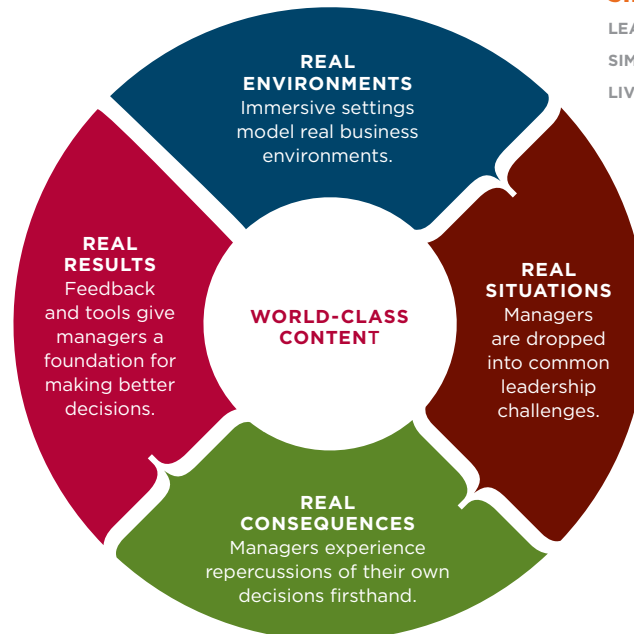 REAL
ENVIRONMENTS
Immersive settings
model real business
environments.
REAL
SITUATIONS
Managers
are dropped
into common
leadership
challenges.
REAL
CONSEQUENCES
Managers experience
repercussions of their own
decisions firsthand.
REAL
RESULTS
Feedback
and tools give
managers a
foundation for
making better
decisions.
WORLD-CLASS
CONTENT